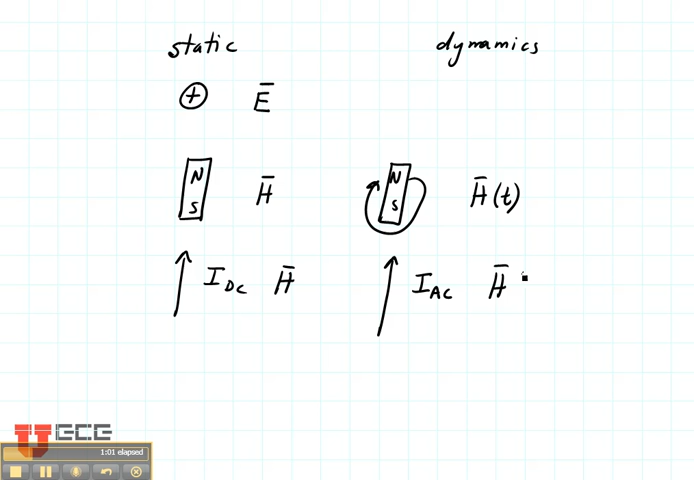 static dynamics
+ E̅
N H̅ N H̅(t)
S S
I_DC H̅ I_AC H̅
U ECE
1:01 elapsed